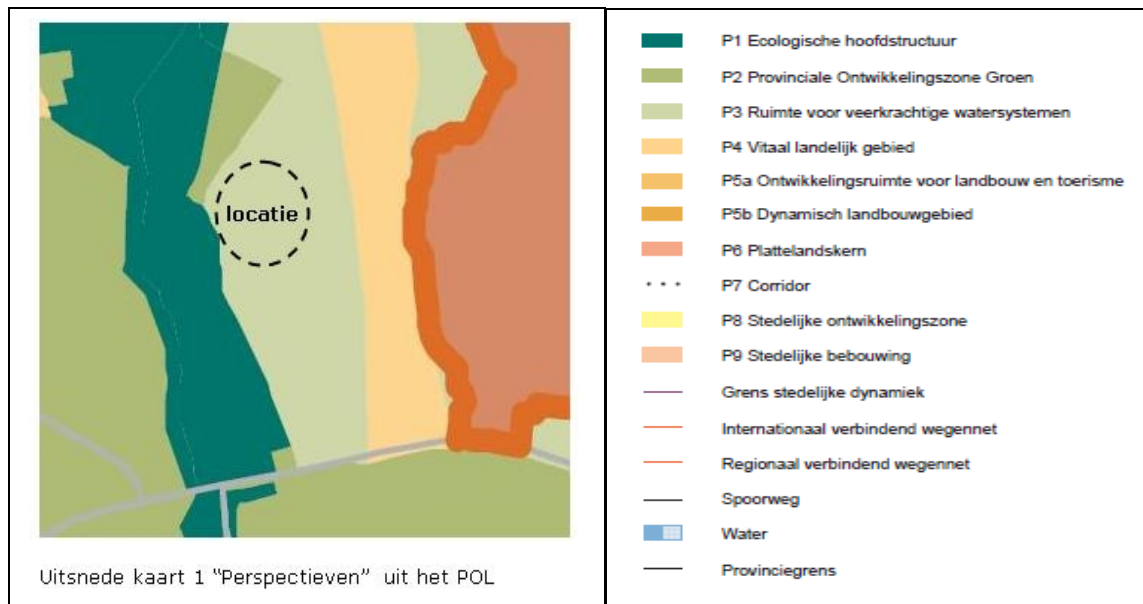 locatie
Uitsnede kaart 1 "Perspectieven" uit het POL
P1 Ecologische hoofdstructuur
P2 Provinciale Ontwikkelingszone Groen
P3 Ruimte voor veerkrachtige watersystemen
P4 Vitaal landelijk gebied
P5a Ontwikkelingsruimte voor landbouw en toerisme
P5b Dynamisch landbouwgebied
P6 Plattelandskern
P7 Corridor
P8 Stedelijke ontwikkelingszone
P9 Stedelijke bebouwing
Grens stedelijke dynamiek
Internationaal verbindend wegennet
Regionaal verbindend wegennet
Spoorweg
Water
Provinciegrens